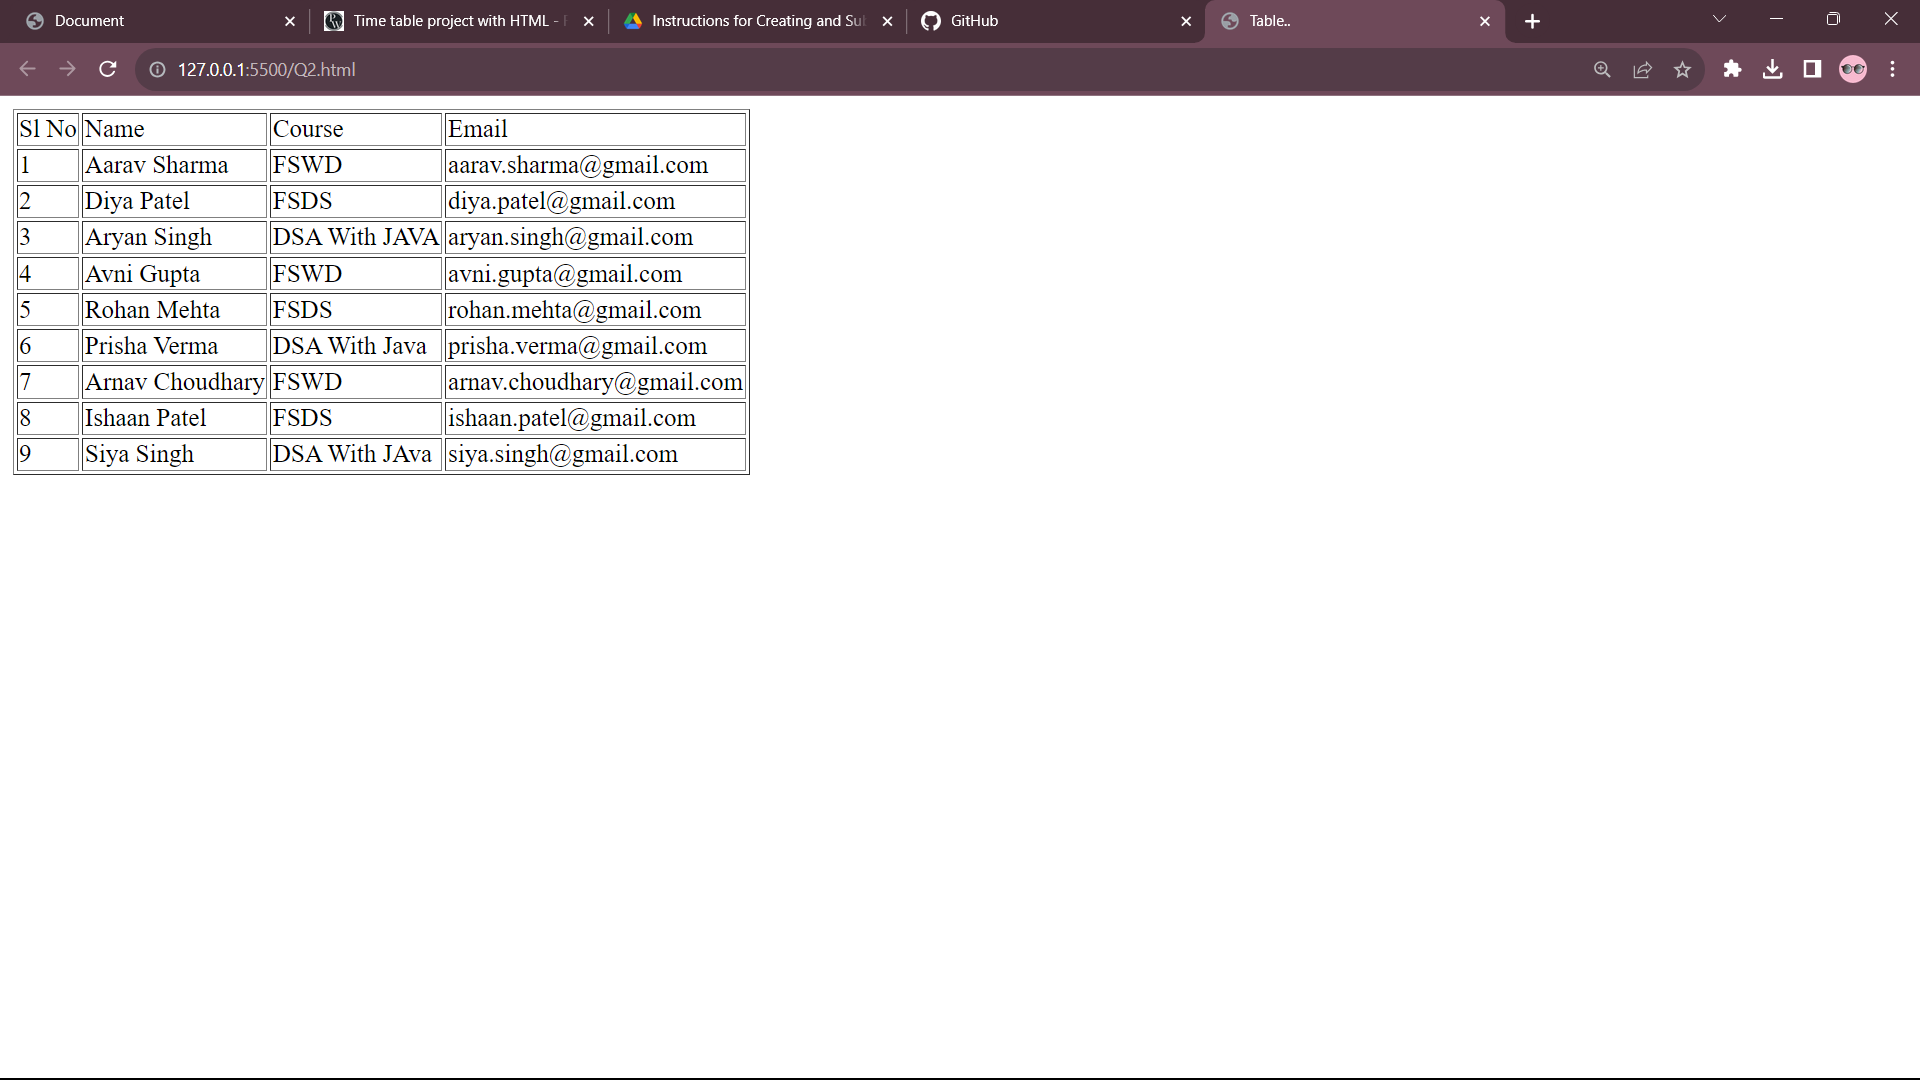 Document
Time table project with HTML -
Instructions for Creating and Su
GitHub
Table..
127.0.0.1:5500/Q2.html
Sl No Name Course Email
1 Aarav Sharma FSWD aarav.sharma@gmail.com
2 Diya Patel FSDS diya.patel@gmail.com
3 Aryan Singh DSA With JAVA aryan.singh@gmail.com
4 Avni Gupta FSWD avni.gupta@gmail.com
5 Rohan Mehta FSDS rohan.mehta@gmail.com
6 Prisha Verma DSA With Java prisha.verma@gmail.com
7 Arnav Choudhary FSWD arnav.choudhary@gmail.com
8 Ishaan Patel FSDS ishaan.patel@gmail.com
9 Siya Singh DSA With JAva siya.singh@gmail.com